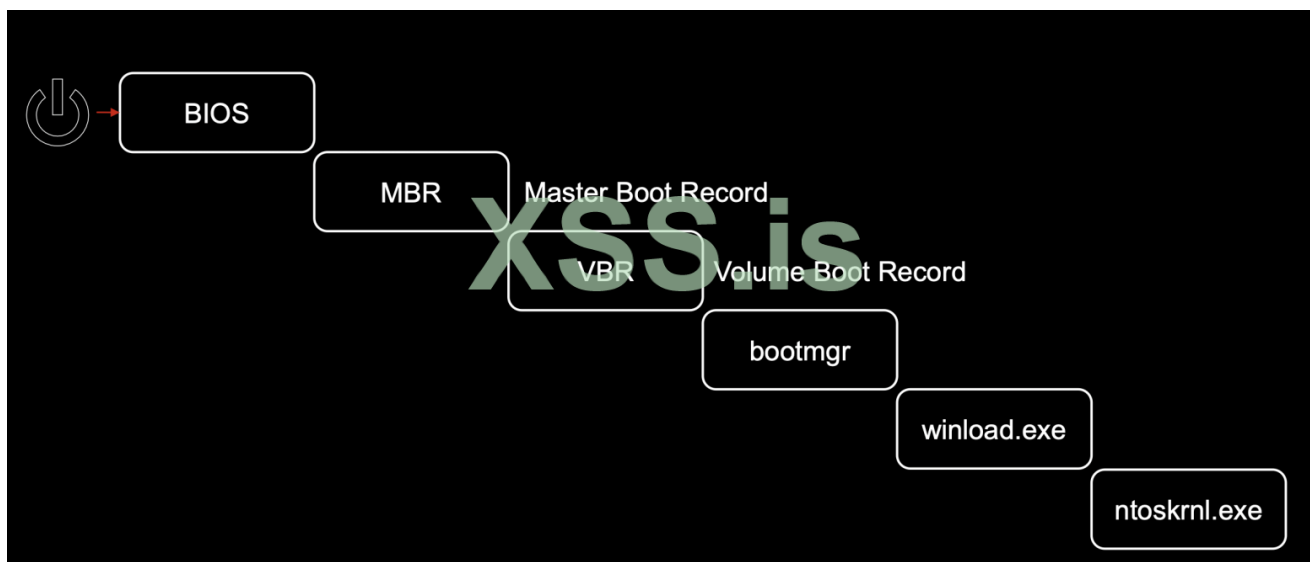 BIOS
MBR Master Boot Record
XSS.is
VBR Volume Boot Record
bootmgr
winload.exe
ntoskrnl.exe